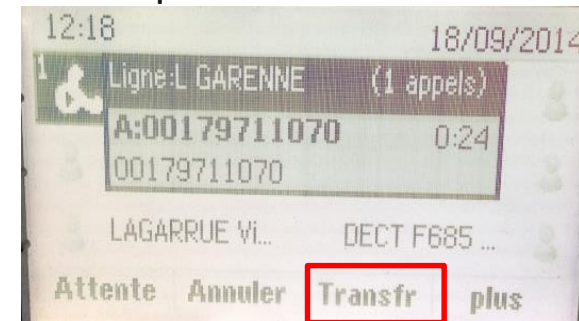 12:18 18/09/2014
1 Ligne:L GARENNE (1 appels)
A:00179711070 0:24
00179711070
LAGARRUE Vi... DECT F685 ...
Attente Annuler Transfr plus